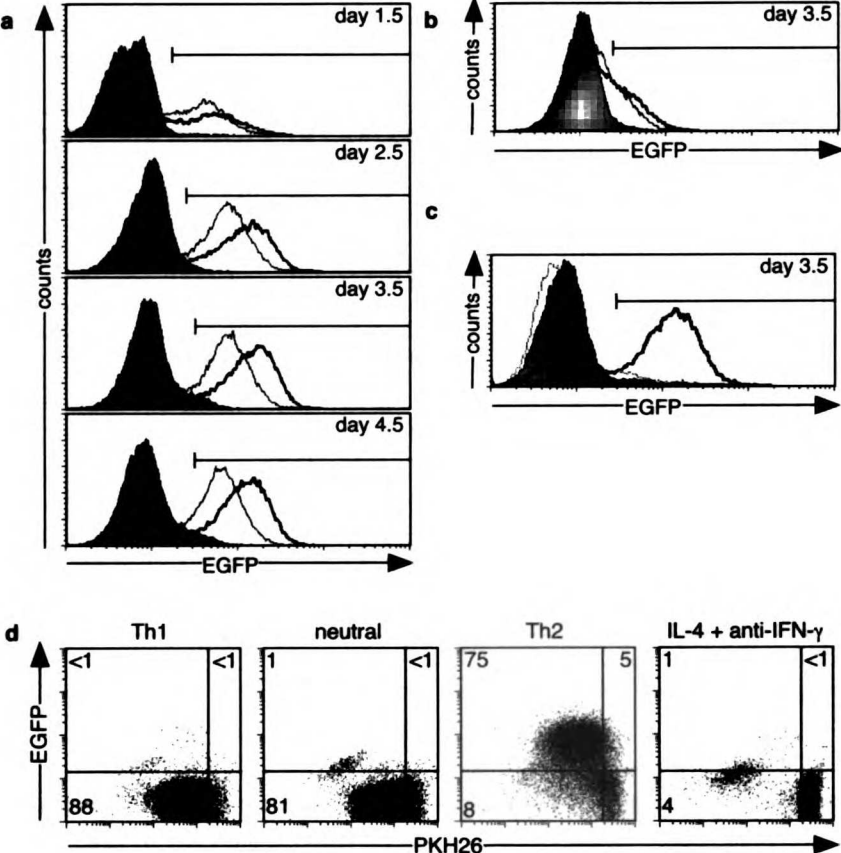 a
day 1.5
day 2.5
day 3.5
day 4.5
counts
EGFP
b
day 3.5
counts
EGFP
c
day 3.5
counts
EGFP
d
Th1
neutral
Th2
IL-4 + anti-IFN-γ
<1 <1
1 <1
75 5
1 <1
88
81
8
4
EGFP
PKH26